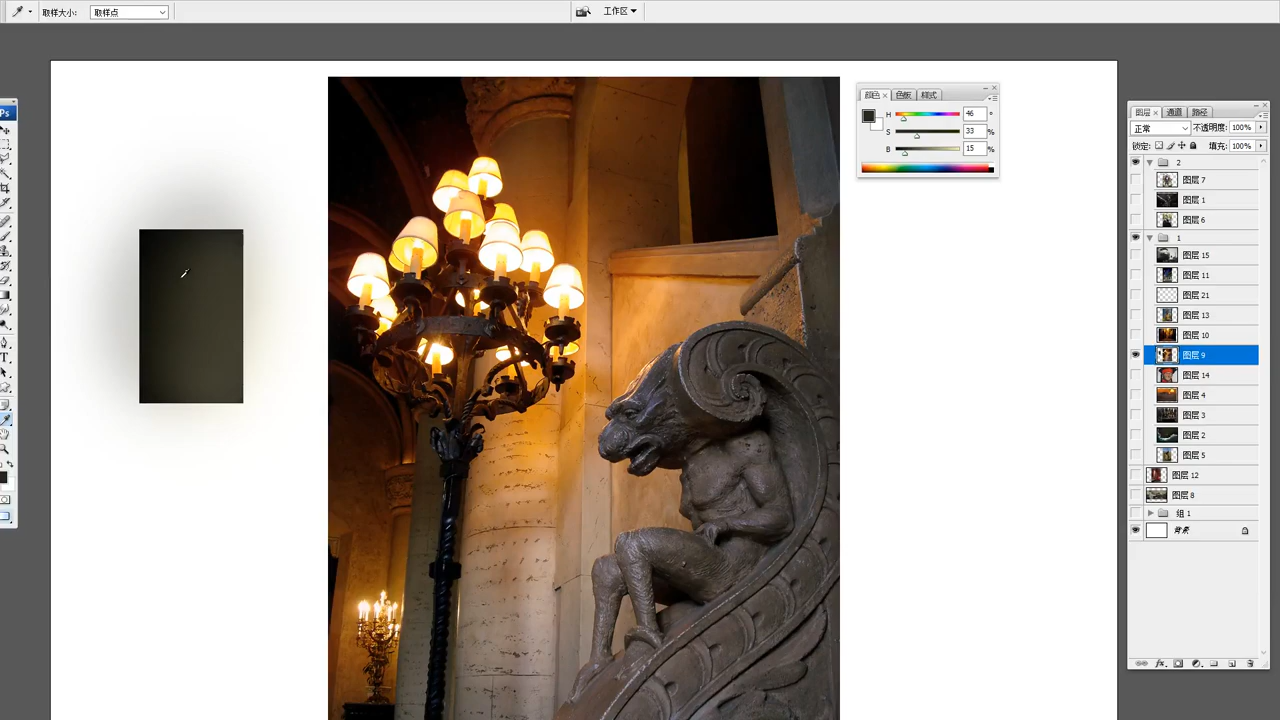 取样大小: 取样点
工作区
Ps
颜色 × 色板 样式
H 46 °
S 33 %
B 15 %
图层 × 通道 路径
正常 不透明度: 100%
锁定: 填充: 100%
2
图层 7
图层 1
图层 6
1
图层 15
图层 11
图层 21
图层 13
图层 10
图层 9
图层 14
图层 4
图层 3
图层 2
图层 5
图层 12
图层 8
组 1
背景
T
fx